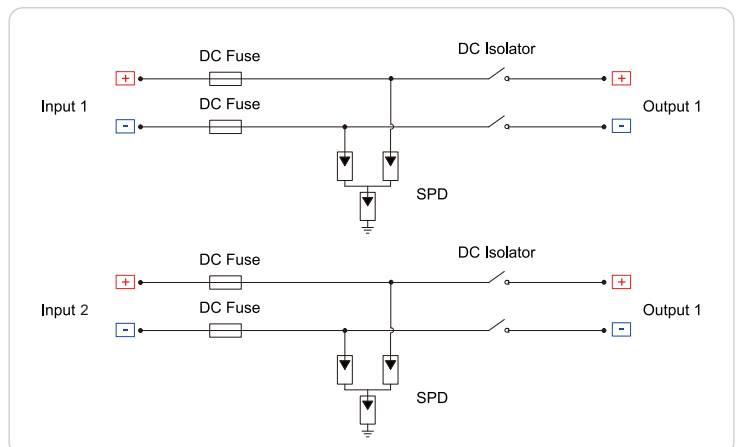 DC Fuse
DC Isolator
+
+
Input 1
DC Fuse
Output 1
-
-
SPD
DC Fuse
DC Isolator
+
+
Input 2
DC Fuse
Output 1
-
-
SPD